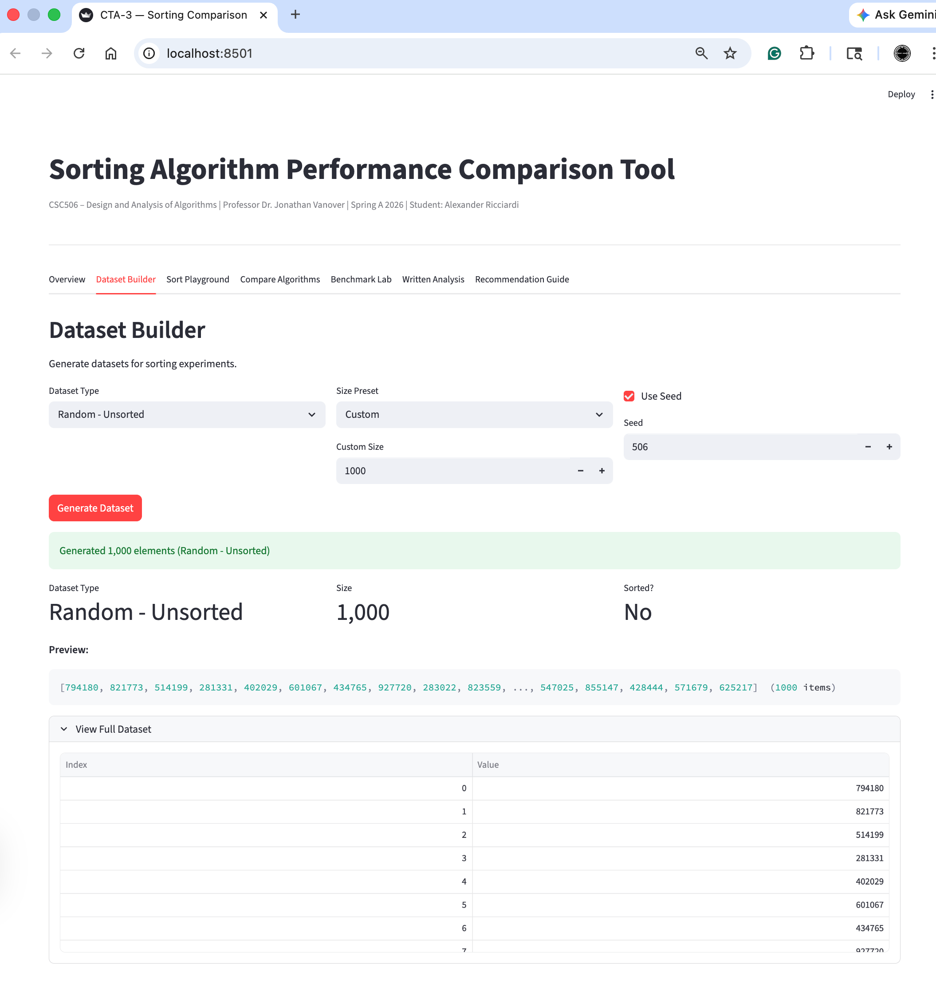 CTA-3 — Sorting Comparison
Ask Gemini
localhost:8501
Deploy
Sorting Algorithm Performance Comparison Tool
CSC506 – Design and Analysis of Algorithms | Professor Dr. Jonathan Vanover | Spring A 2026 | Student: Alexander Ricciardi
Overview Dataset Builder Sort Playground Compare Algorithms Benchmark Lab Written Analysis Recommendation Guide
Dataset Builder
Generate datasets for sorting experiments.
Dataset Type
Random - Unsorted
Size Preset
Custom
Custom Size
1000
Use Seed
Seed
506
Generate Dataset
Generated 1,000 elements (Random - Unsorted)
Dataset Type
Random - Unsorted
Size
1,000
Sorted?
No
Preview:
[794180, 821773, 514199, 281331, 402029, 601067, 434765, 927720, 283022, 823559, ..., 547025, 855147, 428444, 571679, 625217] (1000 items)
View Full Dataset
Index Value
0 794180
1 821773
2 514199
3 281331
4 402029
5 601067
6 434765
7 927720